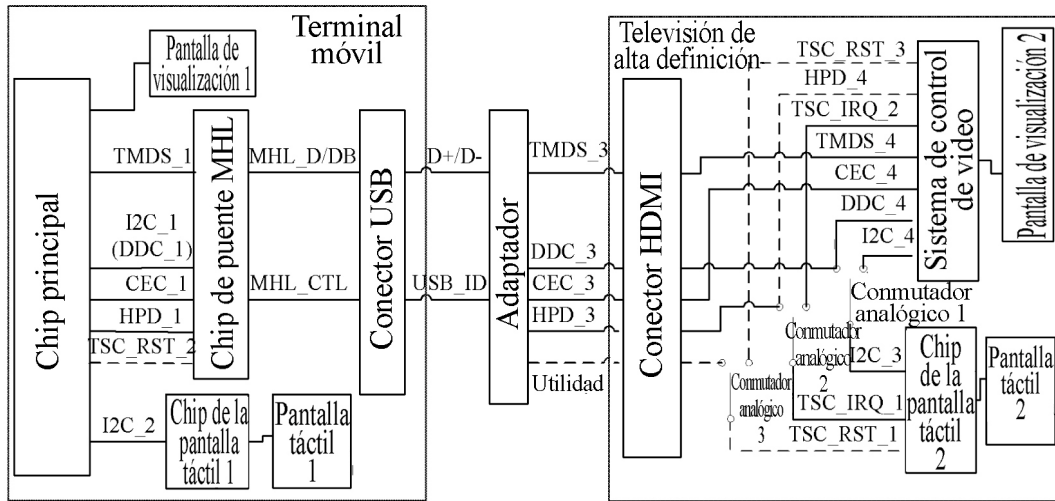 Terminal
móvil
Pantalla de
visualización 1
Chip principal
TMDS_1
I2C_1
(DDC_1)
CEC_1
HPD_1
TSC_RST_2
I2C_2
Chip de puente MHL
MHL_D/DB
MHL_CTL
Conector USB
Chip de la
pantalla
táctil 1
Pantalla
táctil
1
D+/D-
USB_ID
Adaptador
TMDS_3
DDC_3
CEC_3
HPD_3
Utilidad
Televisión de
alta definición
Conector HDMI
TSC_RST_3
HPD_4
TSC_IRQ_2
TMDS_4
CEC_4
DDC_4
I2C_4
Sistema de control
de video
Pantalla de visualización 2
Conmutador
analógico 1
Conmutador
analógico
2
Conmutador
analógico
3
I2C_3
TSC_IRQ_1
TSC_RST_1
Chip
de la
pantalla
táctil
2
Pantalla
táctil
2